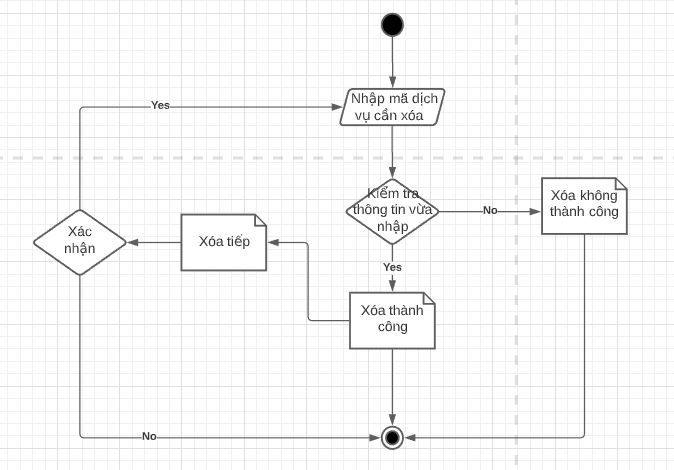 Nhập mã dịch
vụ cần xóa
Yes
Kiểm tra
thông tin vừa
nhập
No
Xóa không
thành công
Xác
nhận
Xóa tiếp
Yes
Xóa thành
công
No